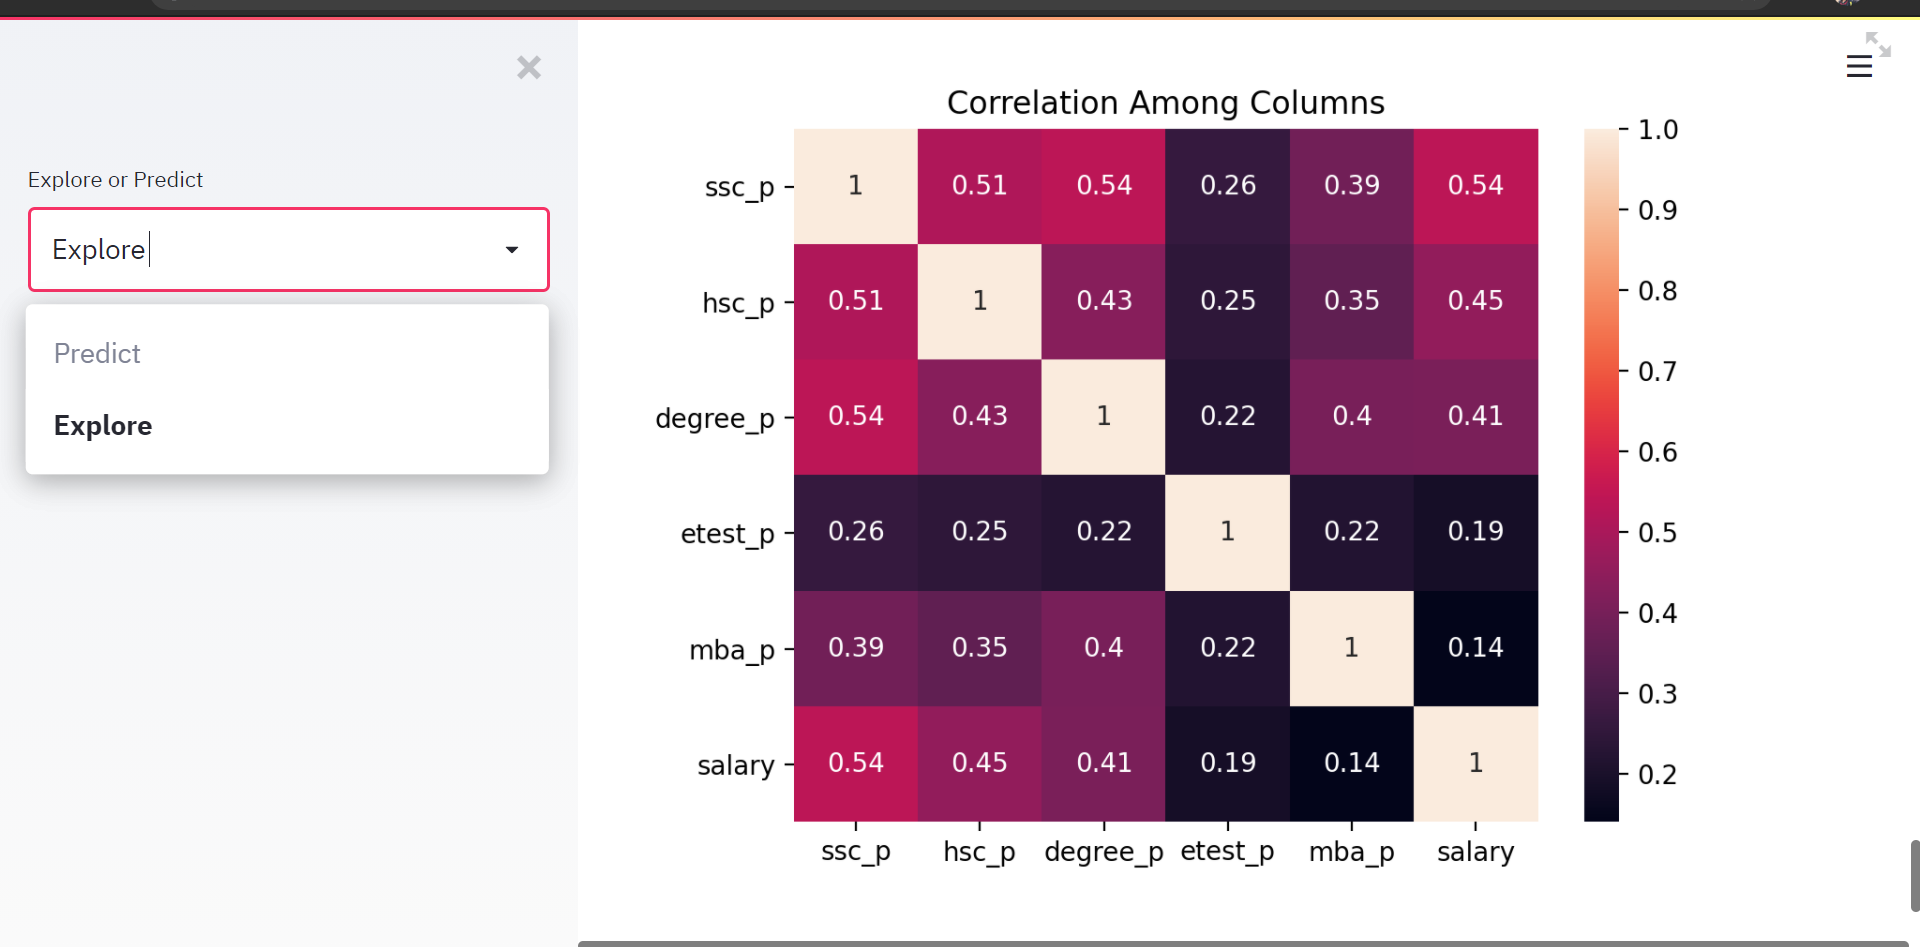 Explore or Predict
Explore
Predict
Explore
Correlation Among Columns
ssc_p 1 0.51 0.54 0.26 0.39 0.54
hsc_p 0.51 1 0.43 0.25 0.35 0.45
degree_p 0.54 0.43 1 0.22 0.4 0.41
etest_p 0.26 0.25 0.22 1 0.22 0.19
mba_p 0.39 0.35 0.4 0.22 1 0.14
salary 0.54 0.45 0.41 0.19 0.14 1
ssc_p hsc_p degree_p etest_p mba_p salary
1.0
0.9
0.8
0.7
0.6
0.5
0.4
0.3
0.2